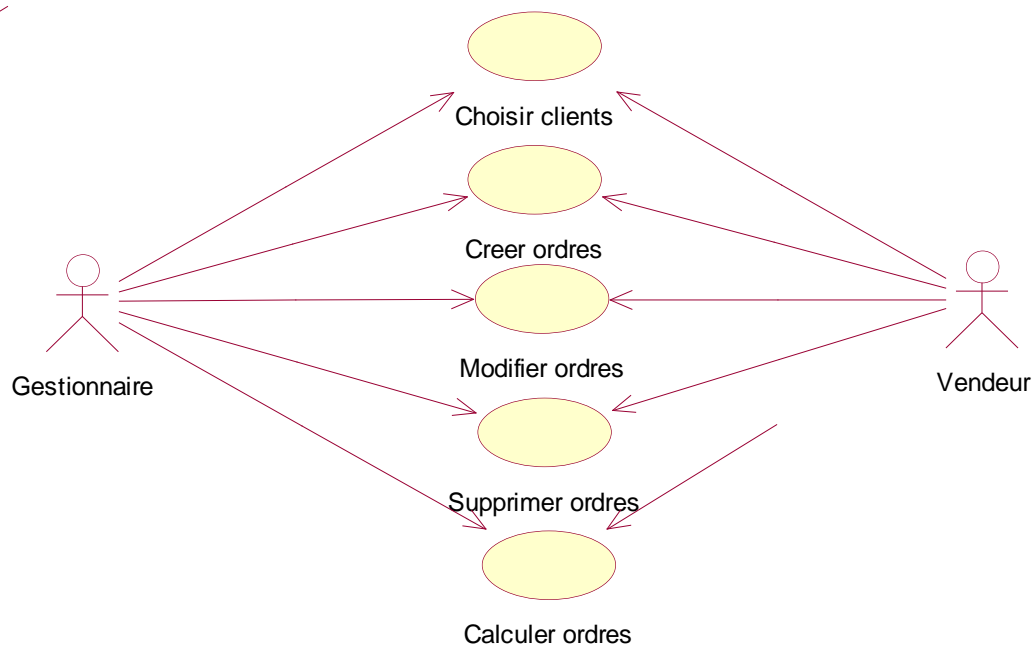 Choisir clients
Creer ordres
Modifier ordres
Gestionnaire
Vendeur
Supprimer ordres
Calculer ordres